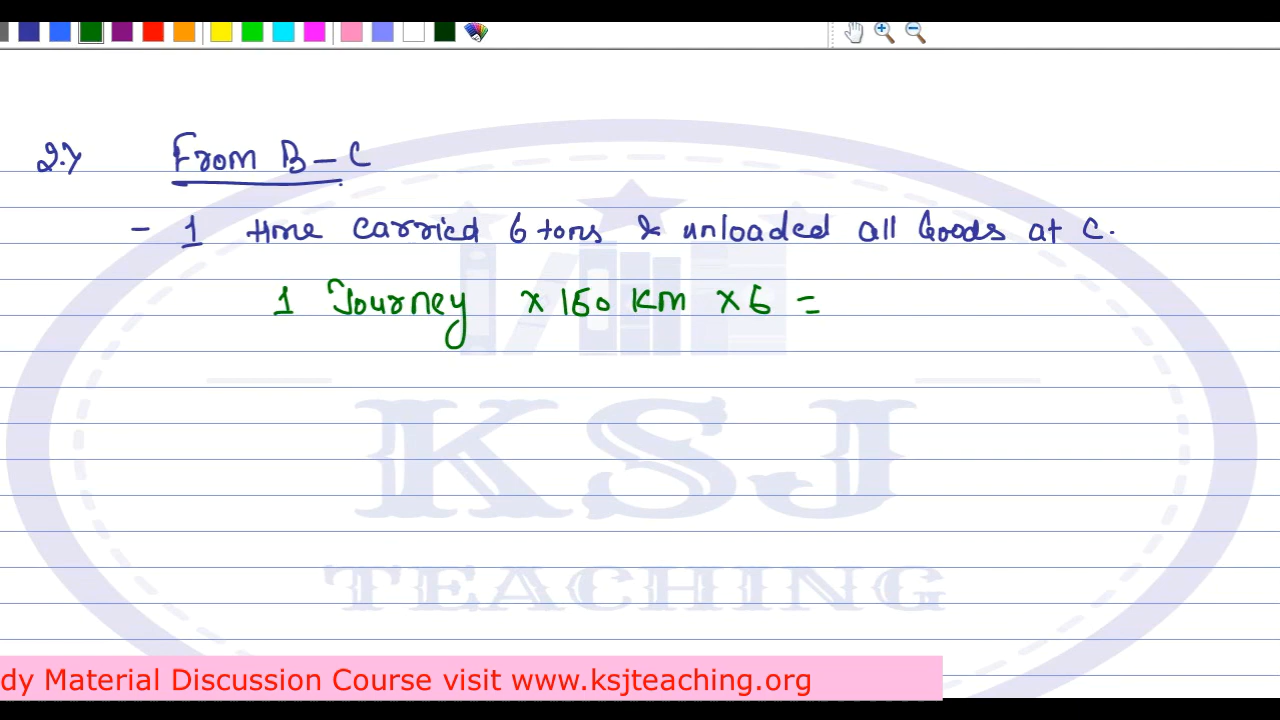 2.) From B – C
- 1 time carried 6 tons & unloaded all Goods at C.
1 Journey x 160 Km x 6 =
KSJ
TEACHING
dy Material Discussion Course visit www.ksjteaching.org